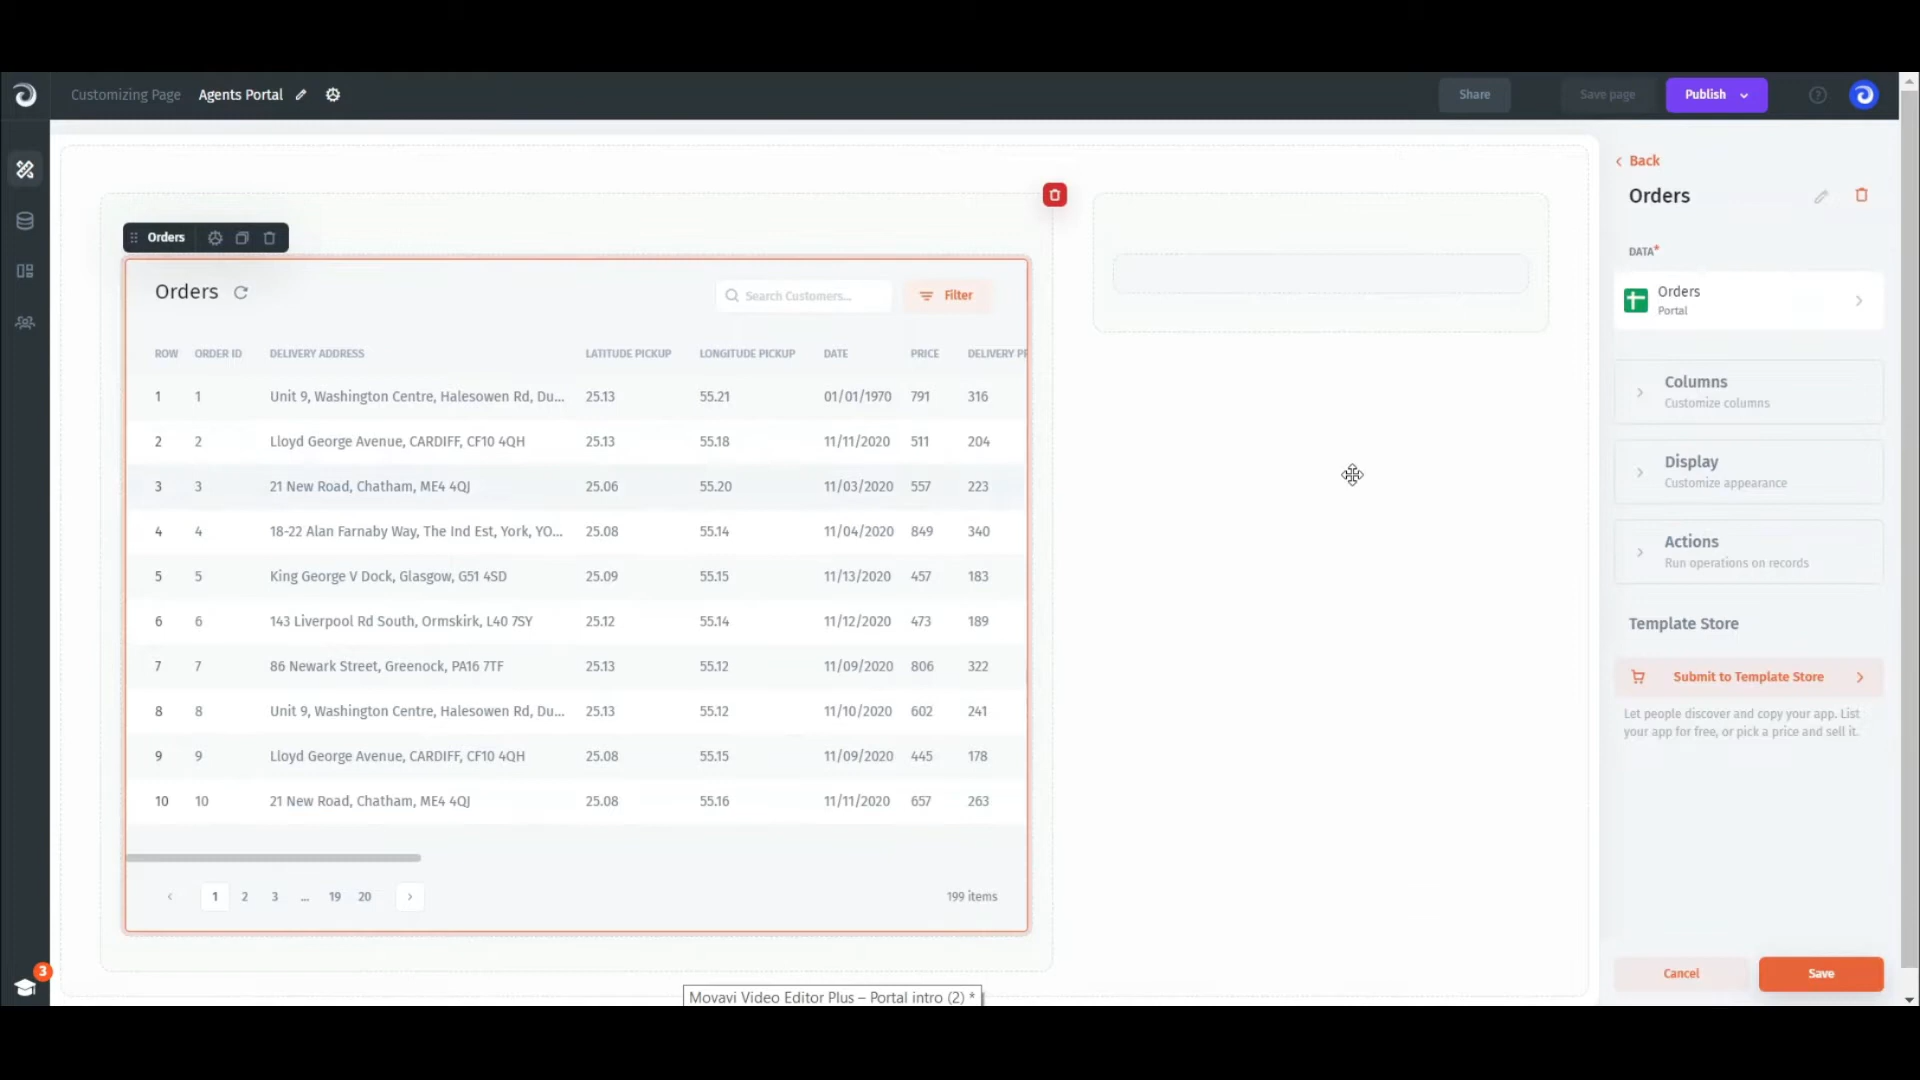 Customizing Page Agents Portal Share Save page Publish ?
Back
Orders
DATA*
Orders
Portal
Columns
Customize columns
Display
Customize appearance
Actions
Run operations on records
Template Store
Submit to Template Store
Let people discover and copy your app. List
your app for free, or pick a price and sell it.
Cancel Save
Orders
Orders Search Customers... Filter
ROW ORDER ID DELIVERY ADDRESS LATITUDE PICKUP LONGITUDE PICKUP DATE PRICE DELIVERY PR
1 1 Unit 9, Washington Centre, Halesowen Rd, Du... 25.13 55.21 01/01/1970 791 316
2 2 Lloyd George Avenue, CARDIFF, CF10 4QH 25.13 55.18 11/11/2020 511 204
3 3 21 New Road, Chatham, ME4 4QJ 25.06 55.20 11/03/2020 557 223
4 4 18-22 Alan Farnaby Way, The Ind Est, York, YO... 25.08 55.14 11/04/2020 849 340
5 5 King George V Dock, Glasgow, G51 4SD 25.09 55.15 11/13/2020 457 183
6 6 143 Liverpool Rd South, Ormskirk, L40 7SY 25.12 55.14 11/12/2020 473 189
7 7 86 Newark Street, Greenock, PA16 7TF 25.13 55.12 11/09/2020 806 322
8 8 Unit 9, Washington Centre, Halesowen Rd, Du... 25.13 55.12 11/10/2020 602 241
9 9 Lloyd George Avenue, CARDIFF, CF10 4QH 25.08 55.15 11/09/2020 445 178
10 10 21 New Road, Chatham, ME4 4QJ 25.08 55.16 11/11/2020 657 263
1 2 3 ... 19 20 199 items
3
Movavi Video Editor Plus – Portal intro (2) *